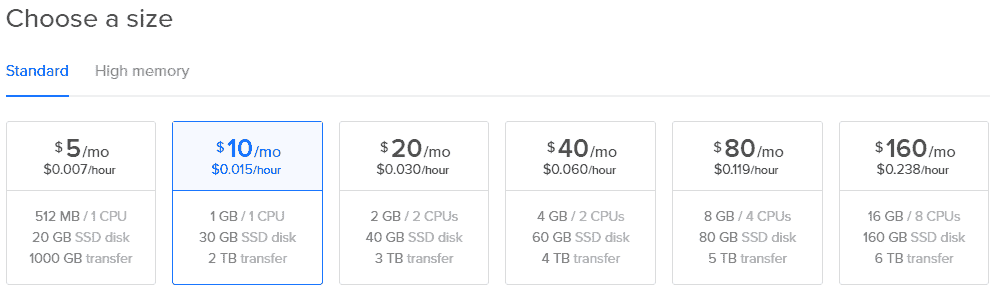 Choose a size
Standard High memory
$5/mo
$0.007/hour
512 MB / 1 CPU
20 GB SSD disk
1000 GB transfer
$10/mo
$0.015/hour
1 GB / 1 CPU
30 GB SSD disk
2 TB transfer
$20/mo
$0.030/hour
2 GB / 2 CPUs
40 GB SSD disk
3 TB transfer
$40/mo
$0.060/hour
4 GB / 2 CPUs
60 GB SSD disk
4 TB transfer
$80/mo
$0.119/hour
8 GB / 4 CPUs
80 GB SSD disk
5 TB transfer
$160/mo
$0.238/hour
16 GB / 8 CPUs
160 GB SSD disk
6 TB transfer